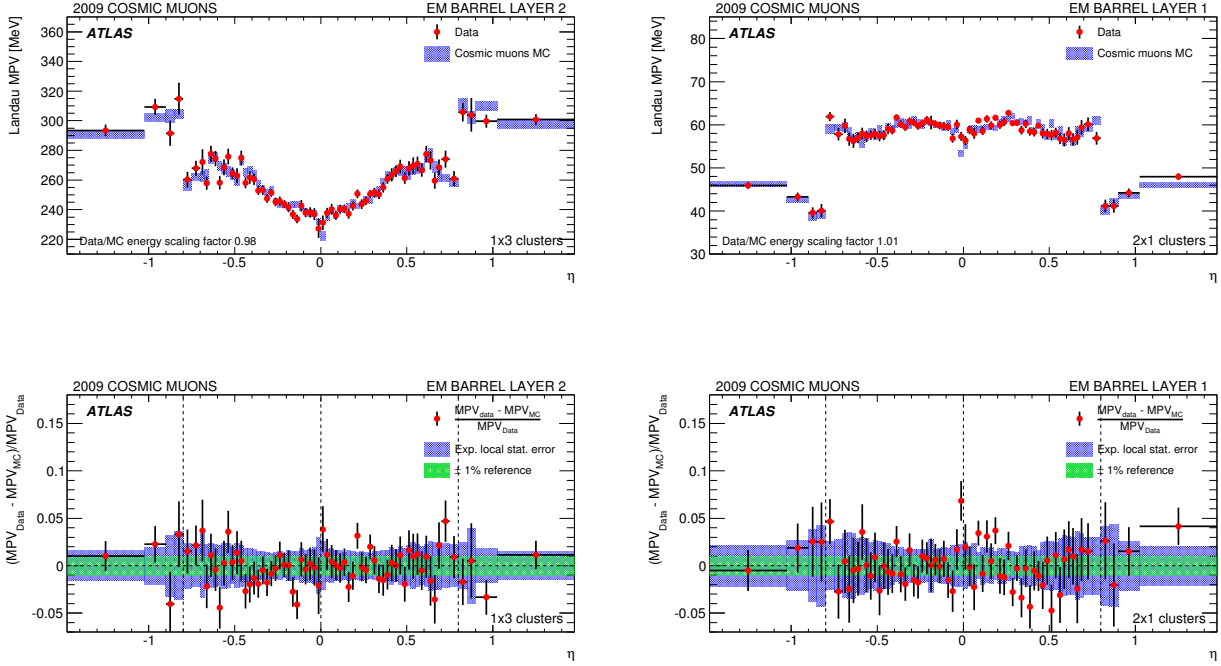 2009 COSMIC MUONS EM BARREL LAYER 2
Landau MPV [MeV]
360
340
320
300
280
260
240
220
ATLAS
Data
Cosmic muons MC
Data/MC energy scaling factor 0.98
1x3 clusters
-1 -0.5 0 0.5 1
η
2009 COSMIC MUONS EM BARREL LAYER 1
Landau MPV [MeV]
80
70
60
50
40
30
ATLAS
Data
Cosmic muons MC
Data/MC energy scaling factor 1.01
2x1 clusters
-1 -0.5 0 0.5 1
η
2009 COSMIC MUONS EM BARREL LAYER 2
(MPV_Data - MPV_MC)/MPV_Data
0.15
0.1
0.05
0
-0.05
ATLAS
MPV_data - MPV_MC
MPV_Data
Exp. local stat. error
± 1% reference
1x3 clusters
-1 -0.5 0 0.5 1
η
2009 COSMIC MUONS EM BARREL LAYER 1
(MPV_Data - MPV_MC)/MPV_Data
0.15
0.1
0.05
0
-0.05
ATLAS
MPV_data - MPV_MC
MPV_Data
Exp. local stat. error
± 1% reference
2x1 clusters
-1 -0.5 0 0.5 1
η